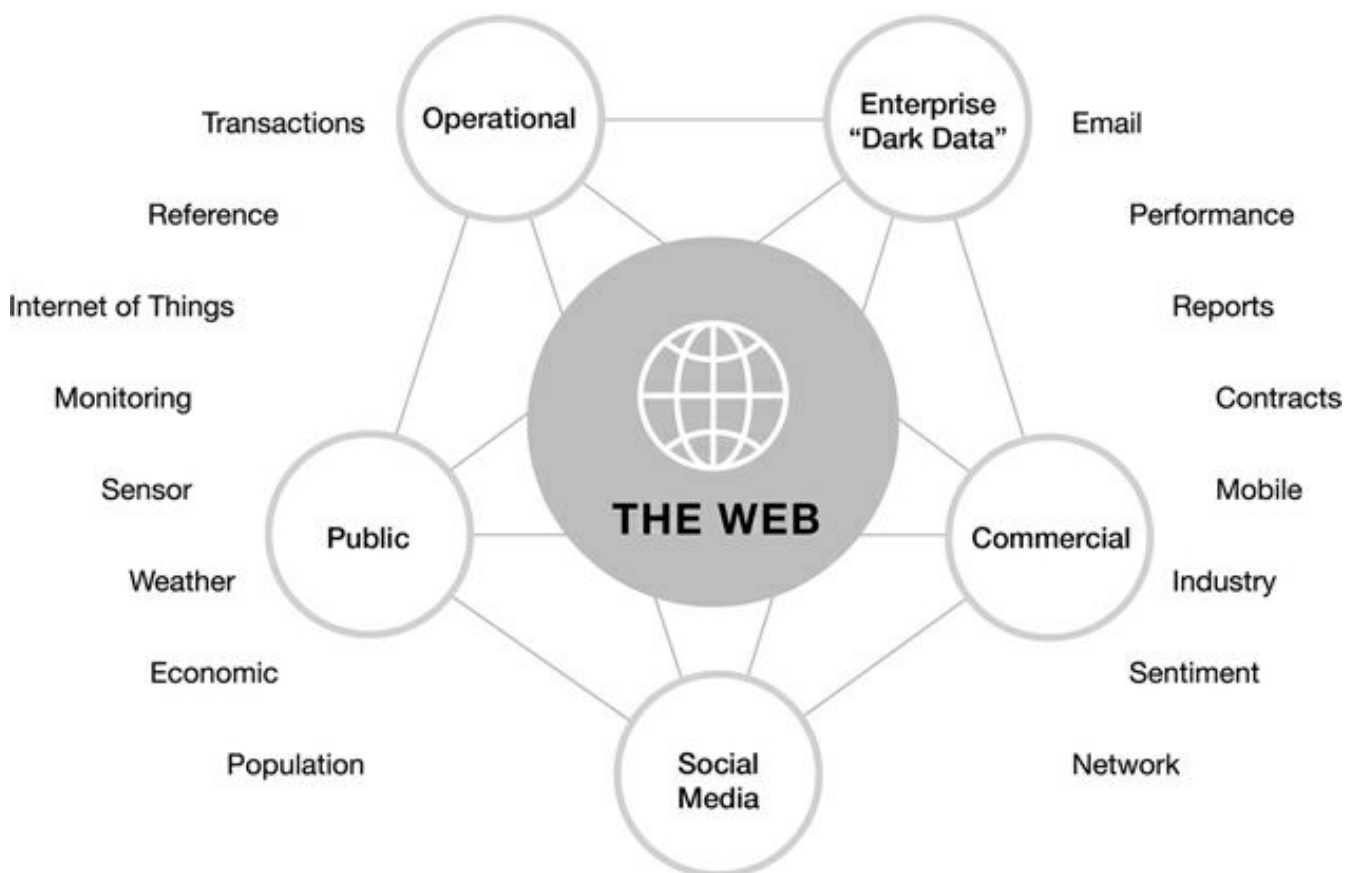 Transactions
Operational
Enterprise
“Dark Data”
Email
Reference
Performance
Internet of Things
Reports
Monitoring
Contracts
Sensor
Mobile
THE WEB
Public
Commercial
Weather
Industry
Economic
Sentiment
Population
Social
Media
Network